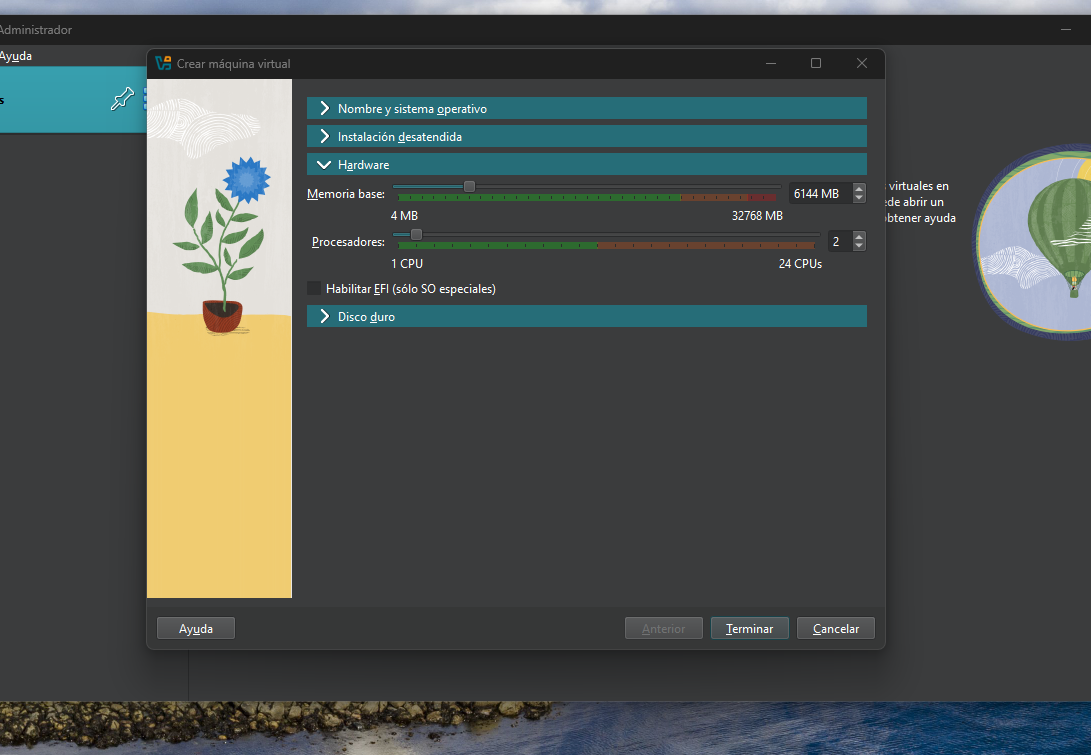 Administrador
Ayuda
s
Crear máquina virtual
Nombre y sistema operativo
Instalación desatendida
Hardware
Memoria base:
6144 MB
4 MB
32768 MB
Procesadores:
2
1 CPU
24 CPUs
Habilitar EFI (sólo SO especiales)
Disco duro
virtuales en
ede abrir un
obtener ayuda
Ayuda
Anterior
Terminar
Cancelar